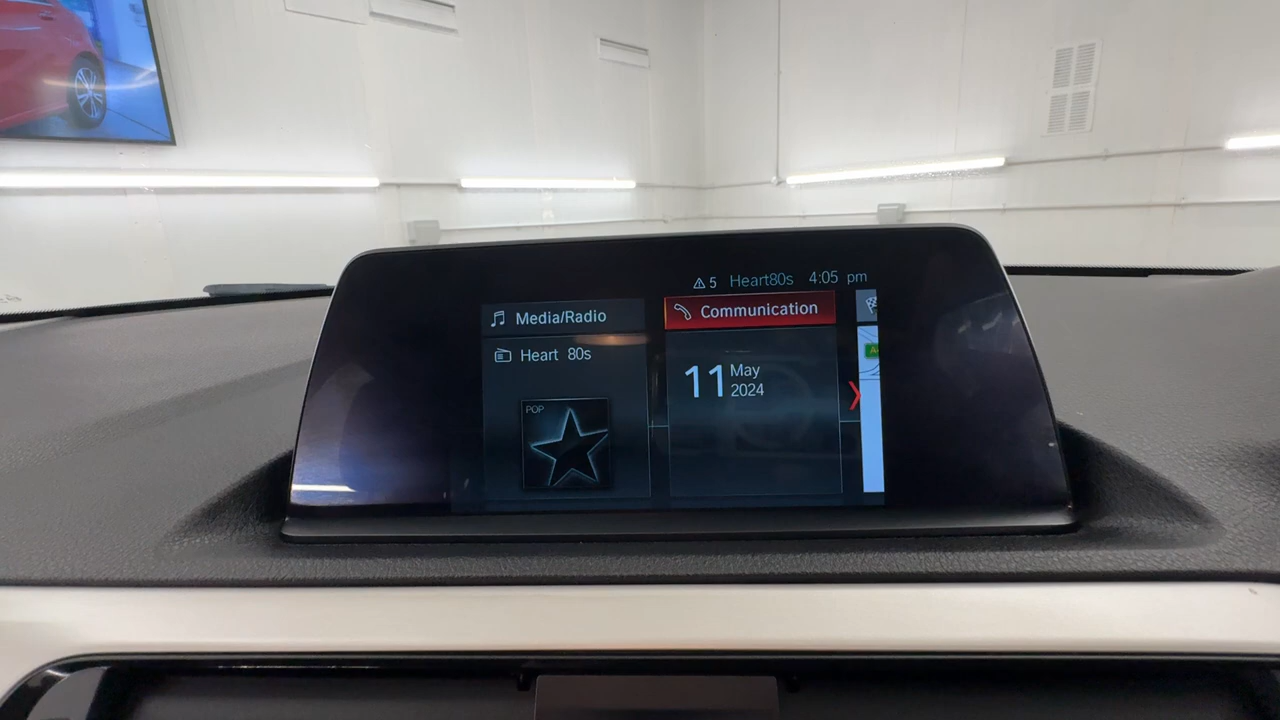 5 Heart80s 4:05 pm
Media/Radio
Communication
Heart 80s
POP
11 May
2024